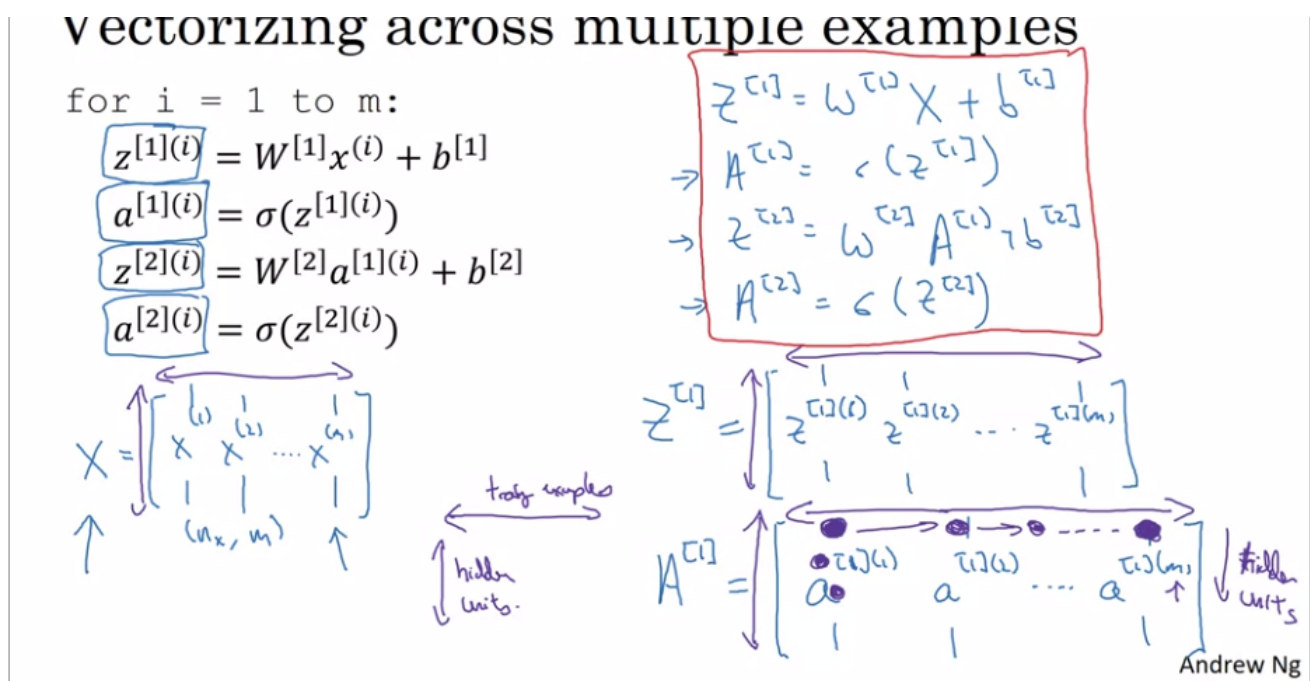 Vectorizing across multiple examples
for i = 1 to m:
z[1](i) = W[1]x(i) + b[1]
a[1](i) = σ(z[1](i))
z[2](i) = W[2]a[1](i) + b[2]
a[2](i) = σ(z[2](i))
Z[1] = W[1] X + b[1]
→ A[1] = σ(Z[1])
→ Z[2] = W[2] A[1] + b[2]
→ A[2] = σ(Z[2])
X = [x(1) x(2) .... x(m)]
(nx, m)
training examples
hidden units.
Z[1] = [z[1](1) z[1](2) ... z[1](m)]
A[1] = [a[1](1) a[1](2) .... a[1](m)]
hidden units
Andrew Ng